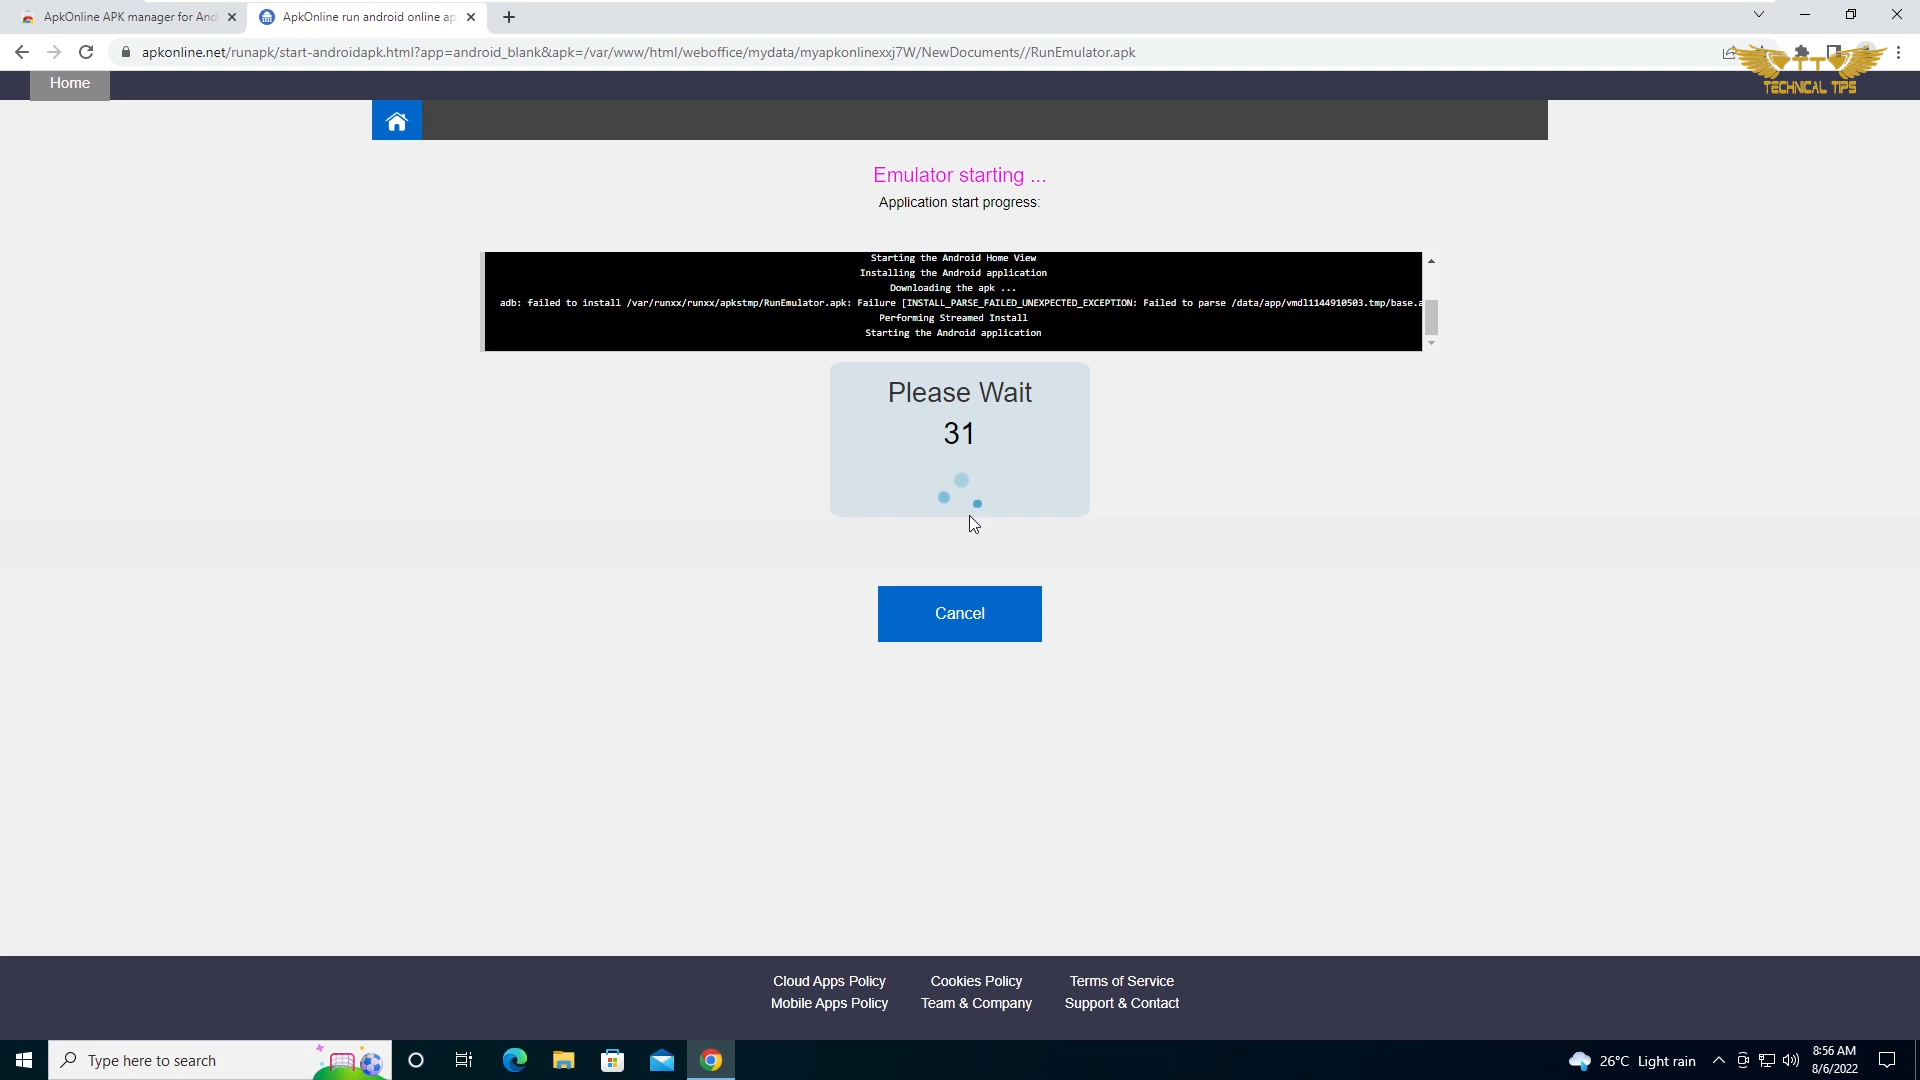 ApkOnline APK manager for And
ApkOnline run android online ap
apkonline.net/runapk/start-androidapk.html?app=android_blank&apk=/var/www/html/weboffice/mydata/myapkonlinexxj7W/NewDocuments//RunEmulator.apk
TTV
TECHNICAL TIPS
Home
Emulator starting ...
Application start progress:
Starting the Android Home View
Installing the Android application
Downloading the apk ...
adb: failed to install /var/runxx/runxx/apkstmp/RunEmulator.apk: Failure [INSTALL_PARSE_FAILED_UNEXPECTED_EXCEPTION: Failed to parse /data/app/vmdl1144910503.tmp/base.a
Performing Streamed Install
Starting the Android application
Please Wait
31
Cancel
Cloud Apps Policy Cookies Policy Terms of Service
Mobile Apps Policy Team & Company Support & Contact
Type here to search
26°C Light rain
8:56 AM
8/6/2022